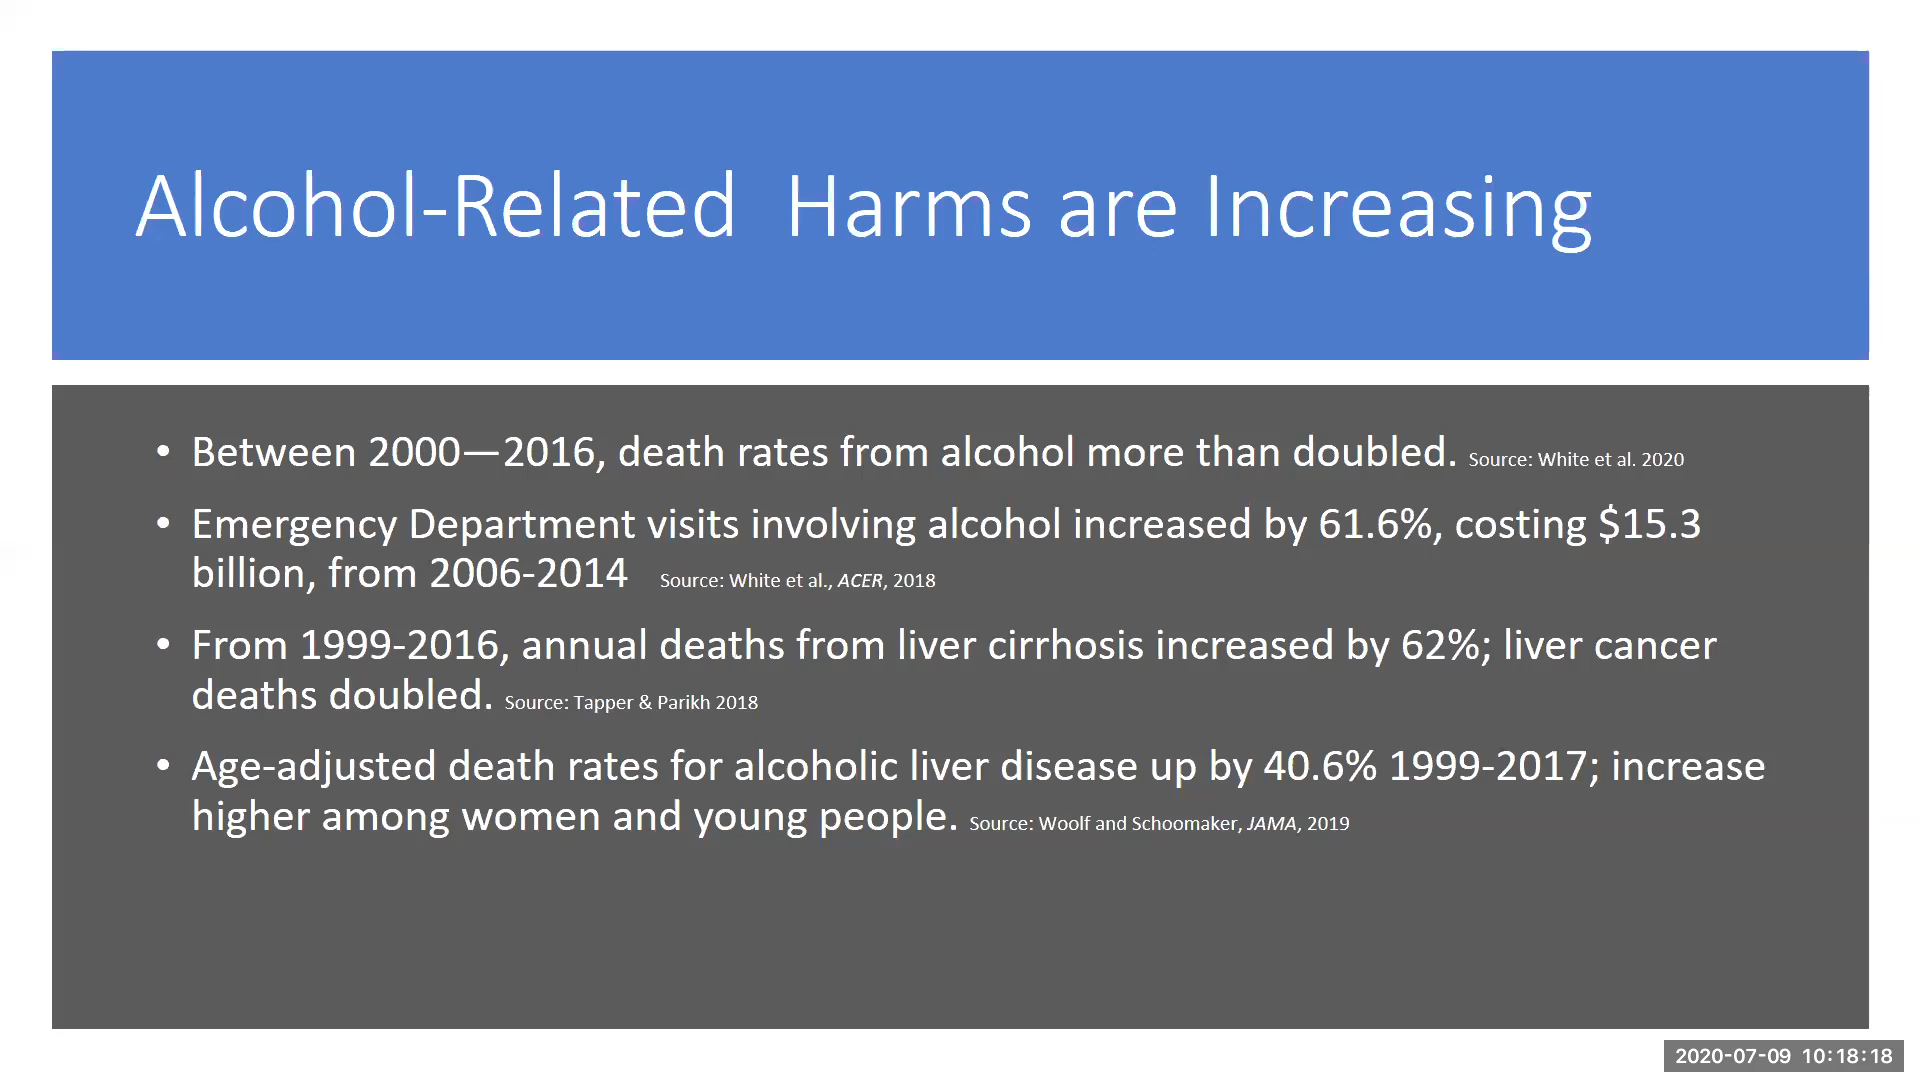 Alcohol-Related  Harms are Increasing
• Between 2000—2016, death rates from alcohol more than doubled. Source: White et al. 2020
• Emergency Department visits involving alcohol increased by 61.6%, costing $15.3
billion, from 2006-2014 Source: White et al., ACER, 2018
• From 1999-2016, annual deaths from liver cirrhosis increased by 62%; liver cancer
deaths doubled. Source: Tapper & Parikh 2018
• Age-adjusted death rates for alcoholic liver disease up by 40.6% 1999-2017; increase
higher among women and young people. Source: Woolf and Schoomaker, JAMA, 2019
2020-07-09 10:18:18